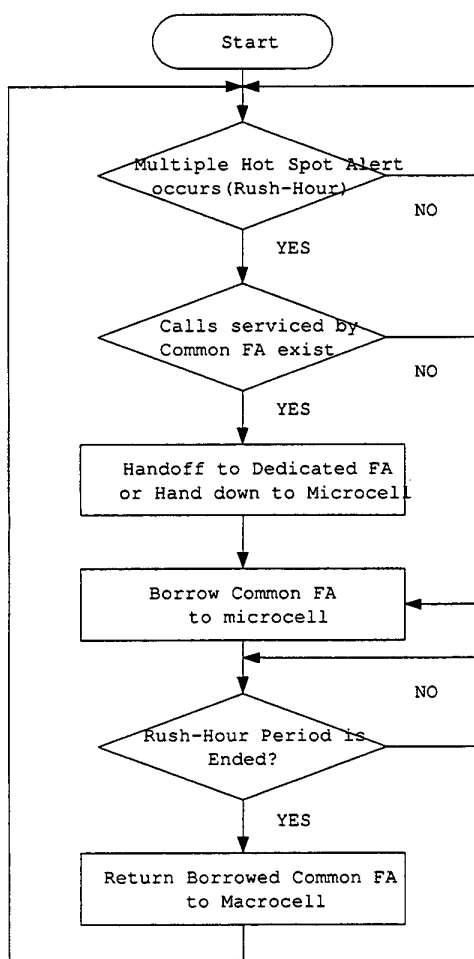 Start
Multiple Hot Spot Alert
occurs(Rush-Hour)
NO
YES
Calls serviced by
Common FA exist
NO
YES
Handoff to Dedicated FA
or Hand down to Microcell
Borrow Common FA
to microcell
NO
Rush-Hour Period is
Ended?
YES
Return Borrowed Common FA
to Macrocell